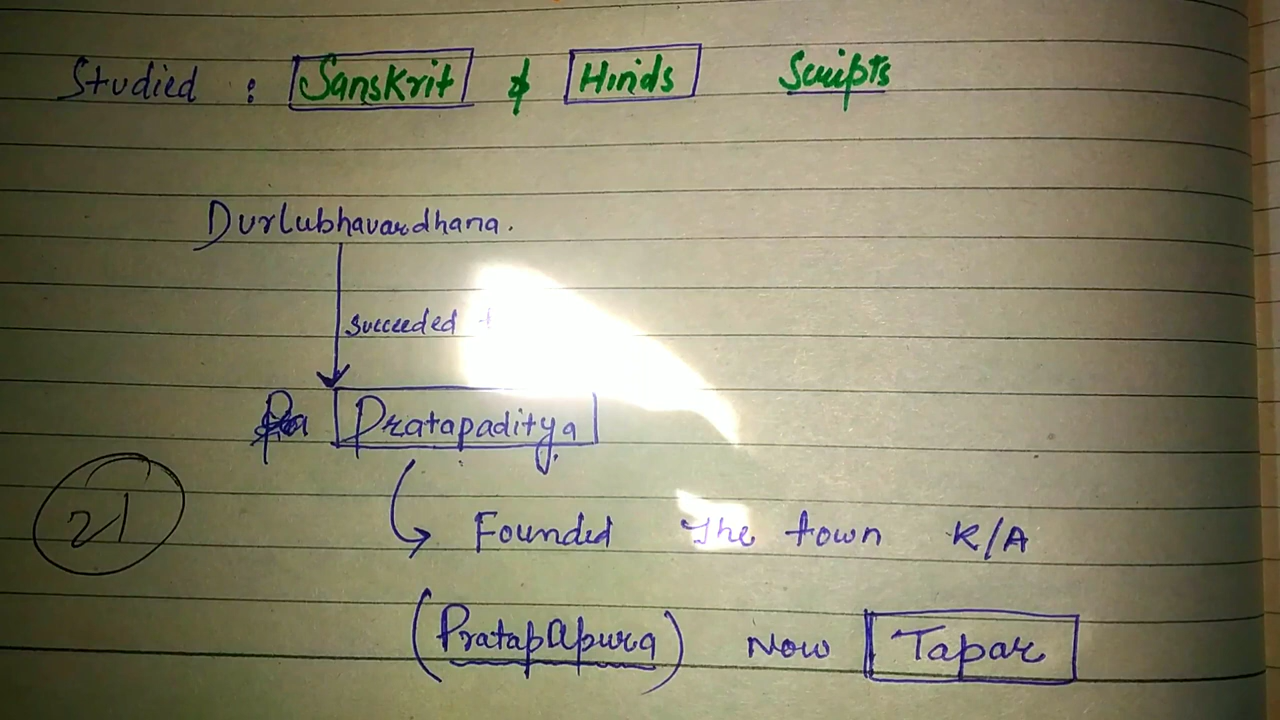 Studied : Sanskrit & Hinds Scripts
Durlubhavardhana.
succeeded
Pratapaditya
21
Founded The town K/A
(Pratapapura) Now Tapar